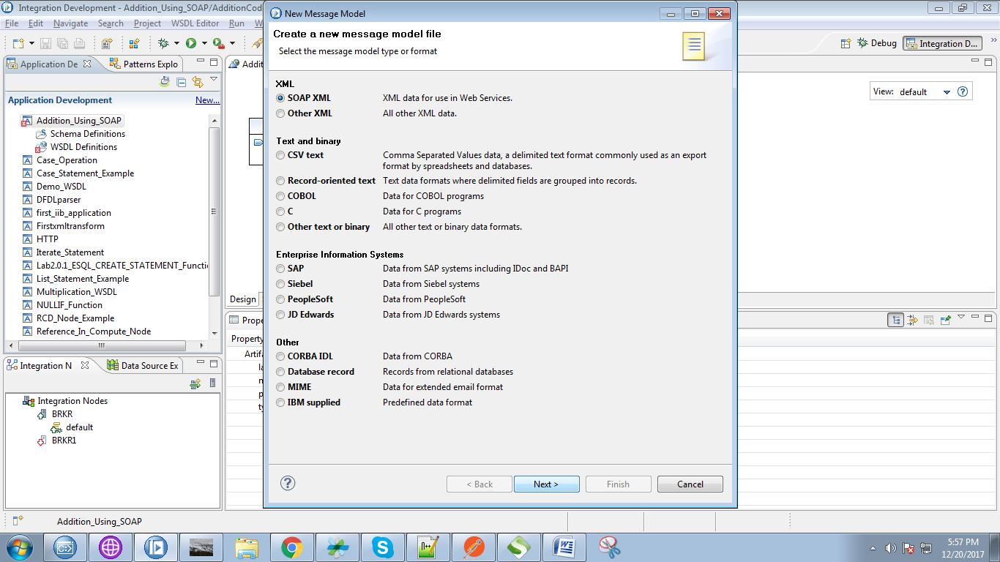 Integration Development - Addition_Using_SOAP/AdditionCod
File Edit Navigate Search Project WSDL Editor Run W
Debug
Integration D...
Application De
Patterns Explo
Application Development
New...
Addition_Using_SOAP
Schema Definitions
WSDL Definitions
Case_Operation
Case_Statement_Example
Demo_WSDL
DFDLparser
first_iib_application
Firstxmltransform
HTTP
Iterate_Statement
Lab2.0.1_ESQL_CREATE_STATEMENT_Functi
List_Statement_Example
Multiplication_WSDL
NULLIF_Function
RCD_Node_Example
Reference_In_Compute_Node
Integration N
Data Source Ex
Integration Nodes
BRKR
default
BRKR1
Addit
View: default
Design
Prope
Property
Artifa
la
n
p
ty
New Message Model
Create a new message model file
Select the message model type or format
XML
SOAP XML XML data for use in Web Services.
Other XML All other XML data.
Text and binary
CSV text Comma Separated Values data, a delimited text format commonly used as an export
format by spreadsheets and databases.
Record-oriented text Text data formats where delimited fields are grouped into records.
COBOL Data for COBOL programs
C Data for C programs
Other text or binary All other text or binary data formats.
Enterprise Information Systems
SAP Data from SAP systems including IDoc and BAPI
Siebel Data from Siebel systems
PeopleSoft Data from PeopleSoft
JD Edwards Data from JD Edwards systems
Other
CORBA IDL Data from CORBA
Database record Records from relational databases
MIME Data for extended email format
IBM supplied Predefined data format
< Back Next > Finish Cancel
Addition_Using_SOAP
5:57 PM
12/20/2017